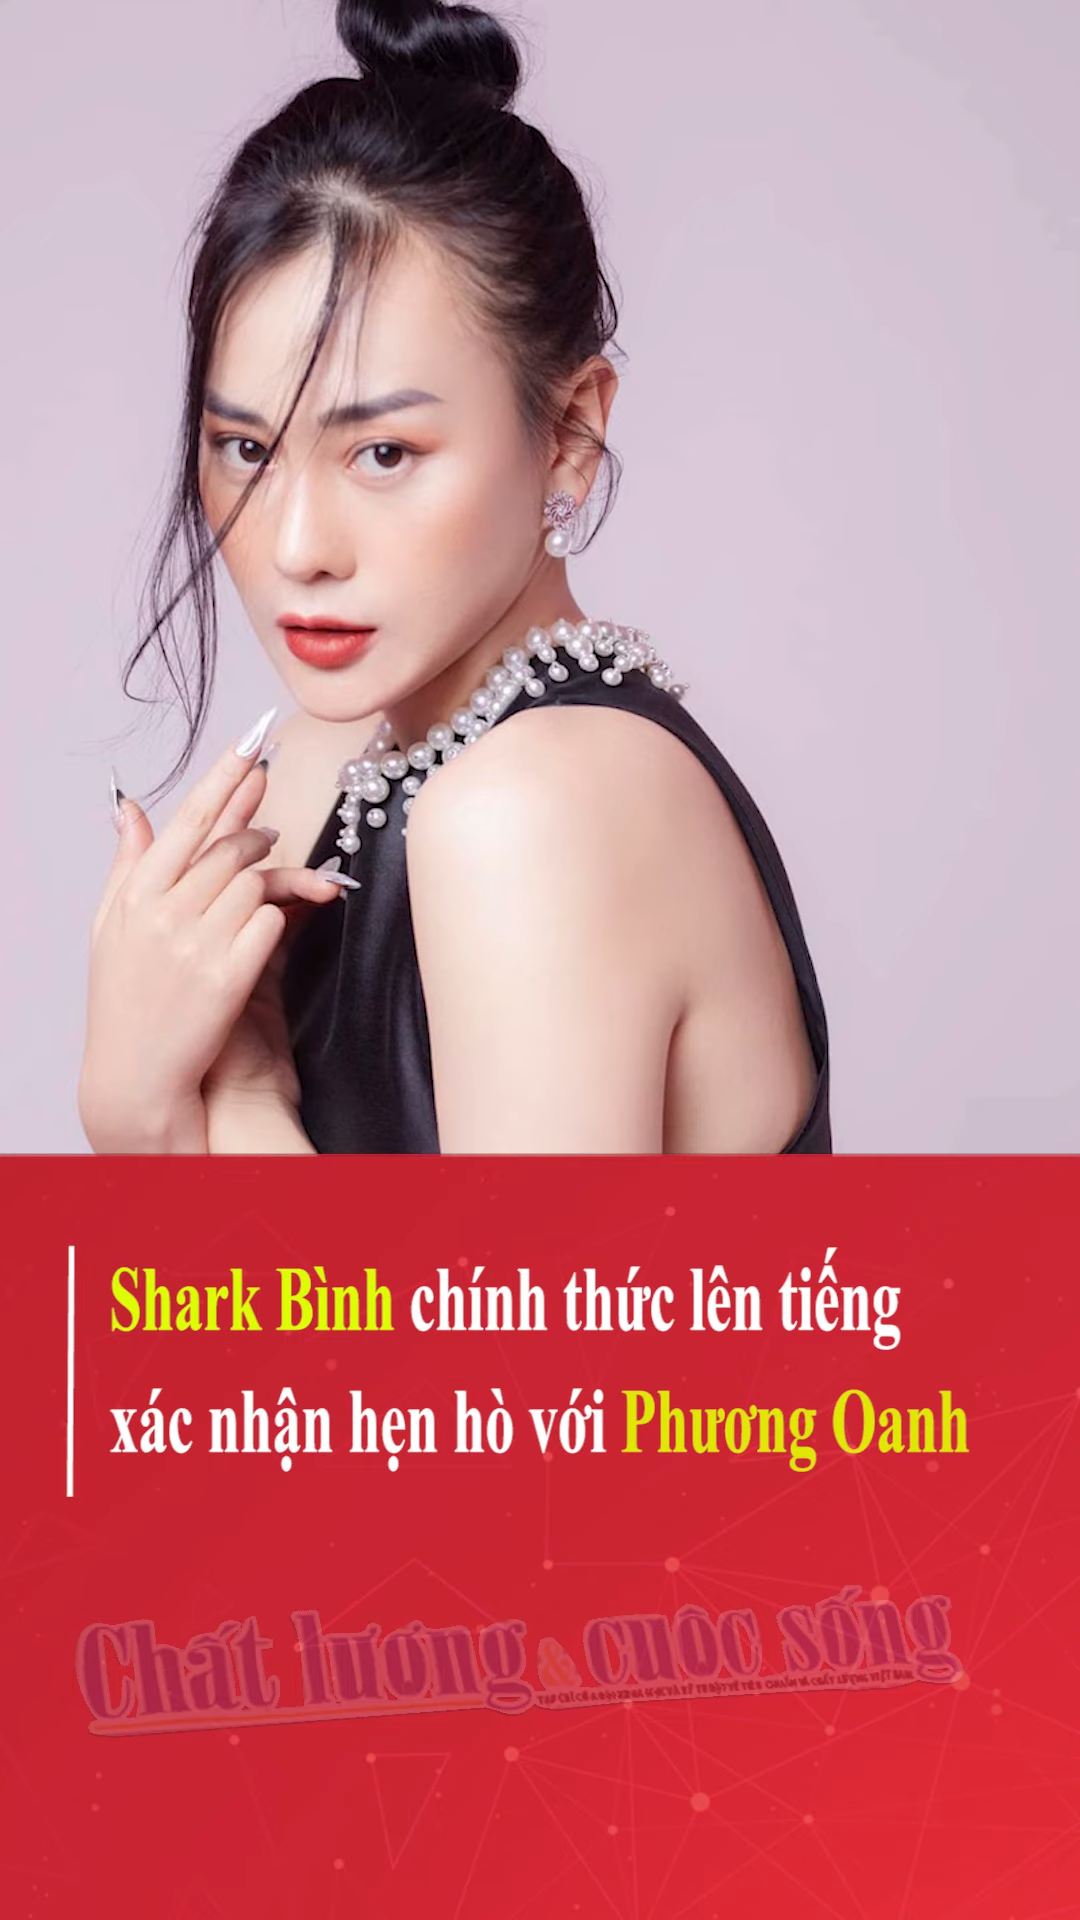 Shark Bình chính thức lên tiếng
xác nhận hẹn hò với Phương Oanh
Chất lượng & cuộc sống